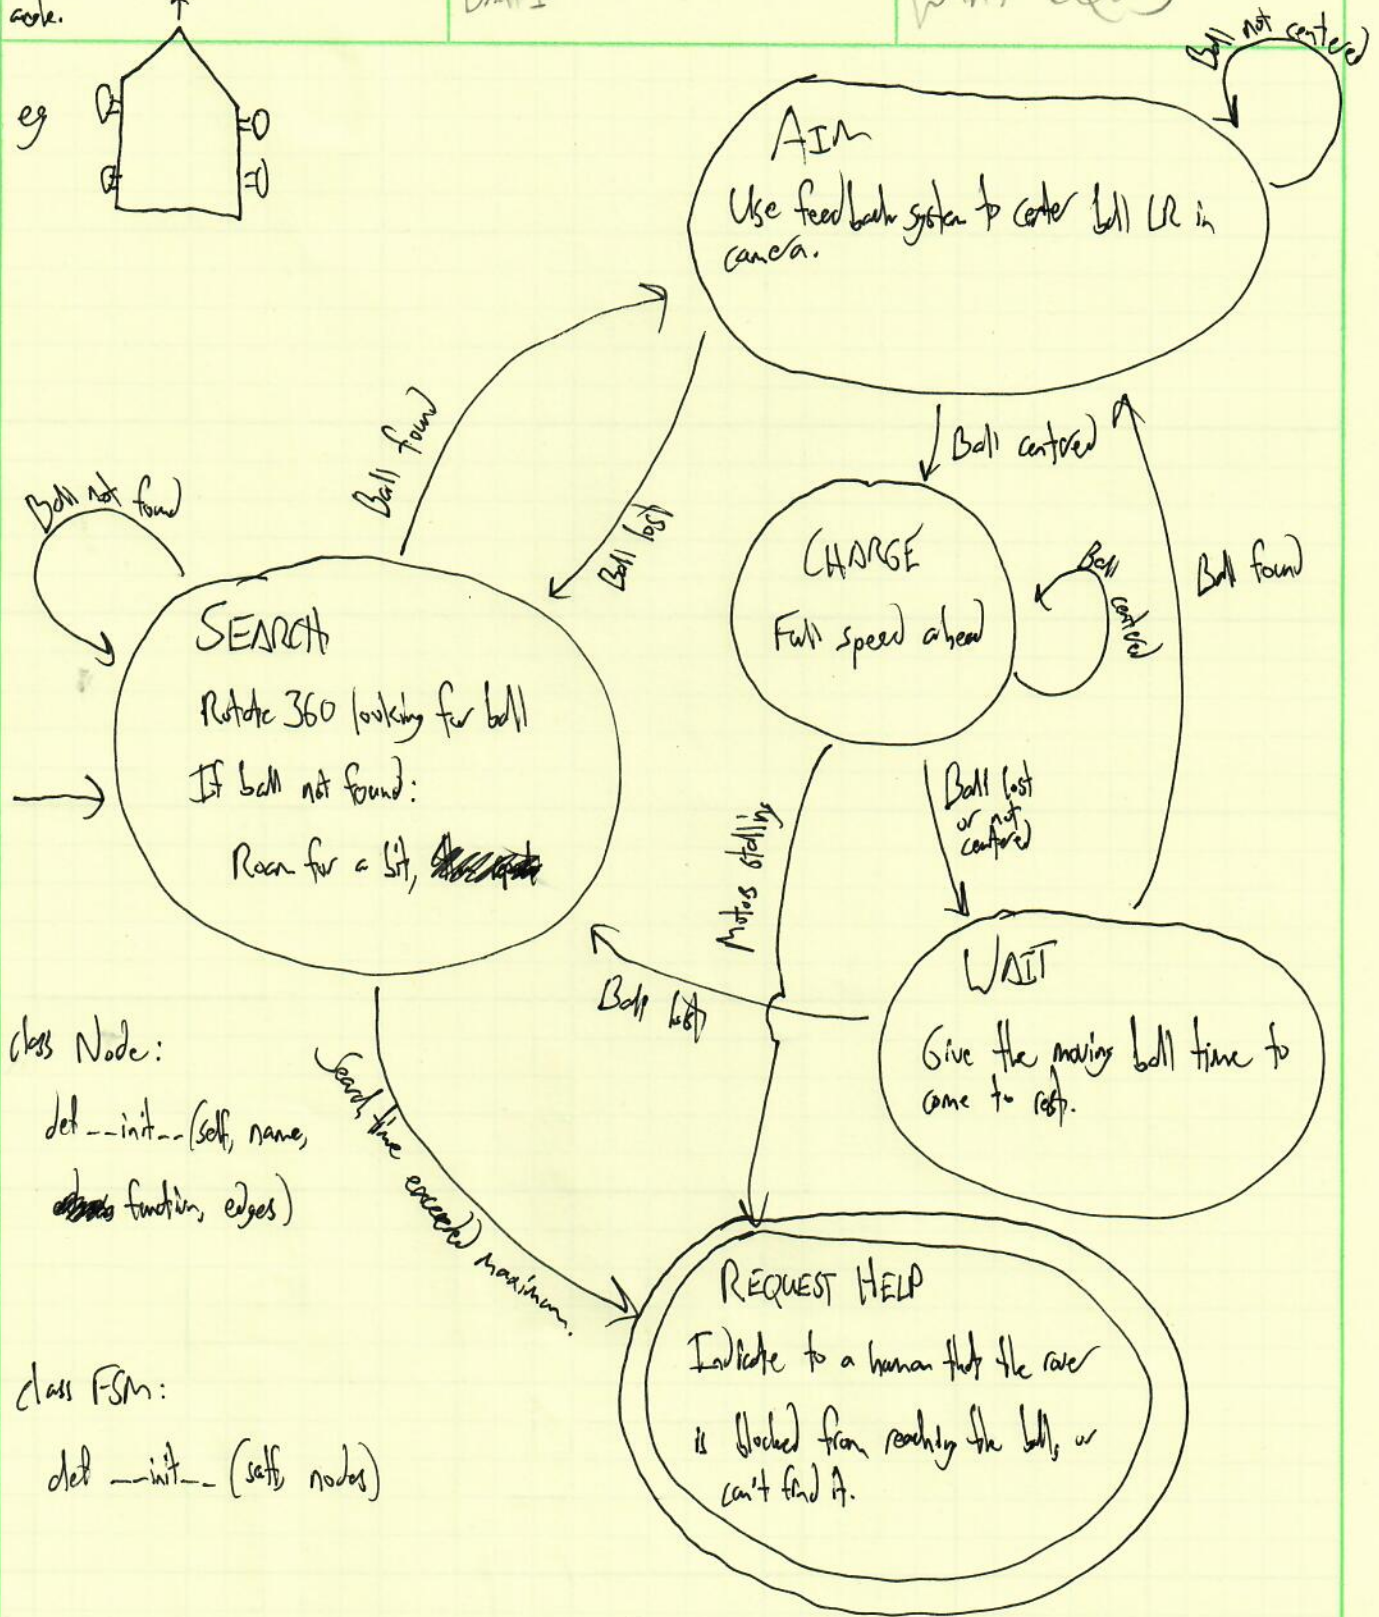 eg
Ball not centered
AIM
Use feedback system to center ball LR in
camera.
Ball found
Ball lost
Ball centered
Ball found
Ball not found
CHARGE
Full speed ahead
Ball
centered
SEARCH
Rotate 360 looking for ball
If ball not found:
Roam for a bit,
Motors stalling
Ball lost
or not
centered
Ball lost
WAIT
Give the moving ball time to
come to rest.
class Node:
def __init__(self, name,
function, edges)
Search time exceeded maximum.
class FSM:
def __init__ (self, nodes)
REQUEST HELP
Indicate to a human that the rover
is blocked from reaching the ball, or
can't find it.